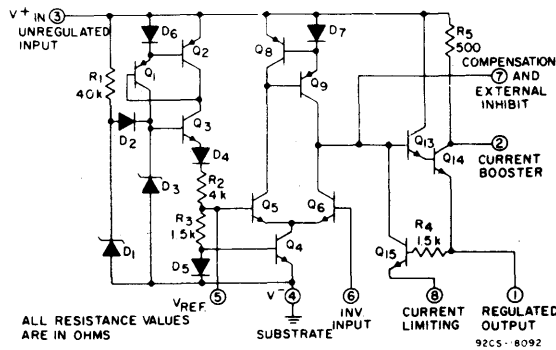 V+ IN ③
UNREGULATED
INPUT
D6
Q2
Q1
R1
40k
D2
Q3
D4
R2
4k
D3
R3
1.5k
D1
D5
Q8
D7
Q9
Q5
Q6
Q4
R5
500
COMPENSATION
⑦ AND
EXTERNAL
INHIBIT
Q13
Q14
②
CURRENT
BOOSTER
R4
1.5k
Q15
VREF. ⑤
V- ④
SUBSTRATE
⑥
INV.
INPUT
⑧
CURRENT
LIMITING
①
REGULATED
OUTPUT
ALL RESISTANCE VALUES
ARE IN OHMS
92CS-18092